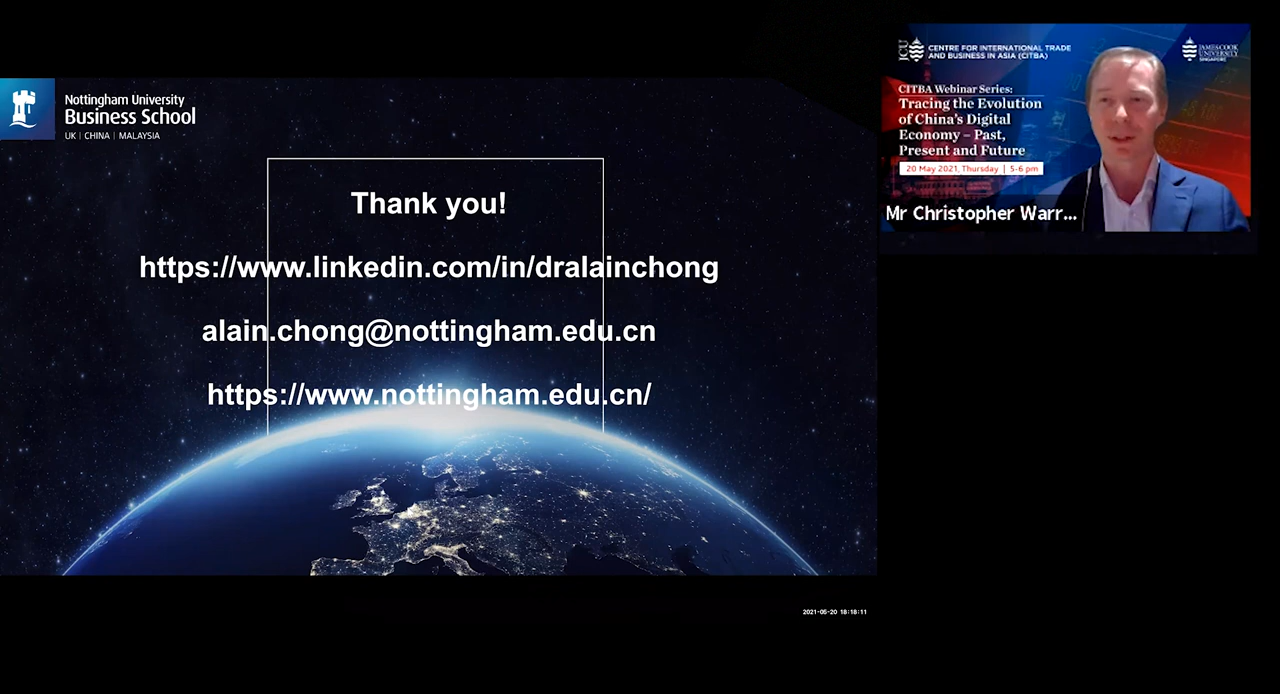 Nottingham University
Business School
UK | CHINA | MALAYSIA
Thank you!
https://www.linkedin.com/in/dralainchong
alain.chong@nottingham.edu.cn
https://www.nottingham.edu.cn/
JCU
CENTRE FOR INTERNATIONAL TRADE
AND BUSINESS IN ASIA (CITBA)
JAMES COOK
UNIVERSITY
SINGAPORE
CITBA Webinar Series:
Tracing the Evolution
of China's Digital
Economy – Past,
Present and Future
20 May 2021, Thursday | 5-6 pm
Mr Christopher Warr...
2021-05-20 18:18:11